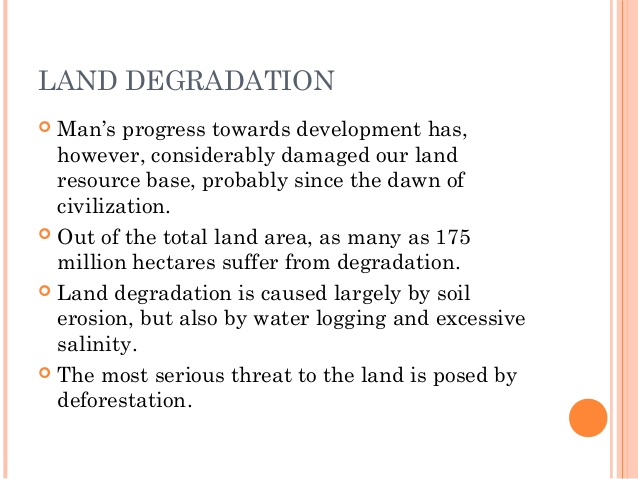 LAND DEGRADATION
Man’s progress towards development has,
however, considerably damaged our land
resource base, probably since the dawn of
civilization.
Out of the total land area, as many as 175
million hectares suffer from degradation.
Land degradation is caused largely by soil
erosion, but also by water logging and excessive
salinity.
The most serious threat to the land is posed by
deforestation.